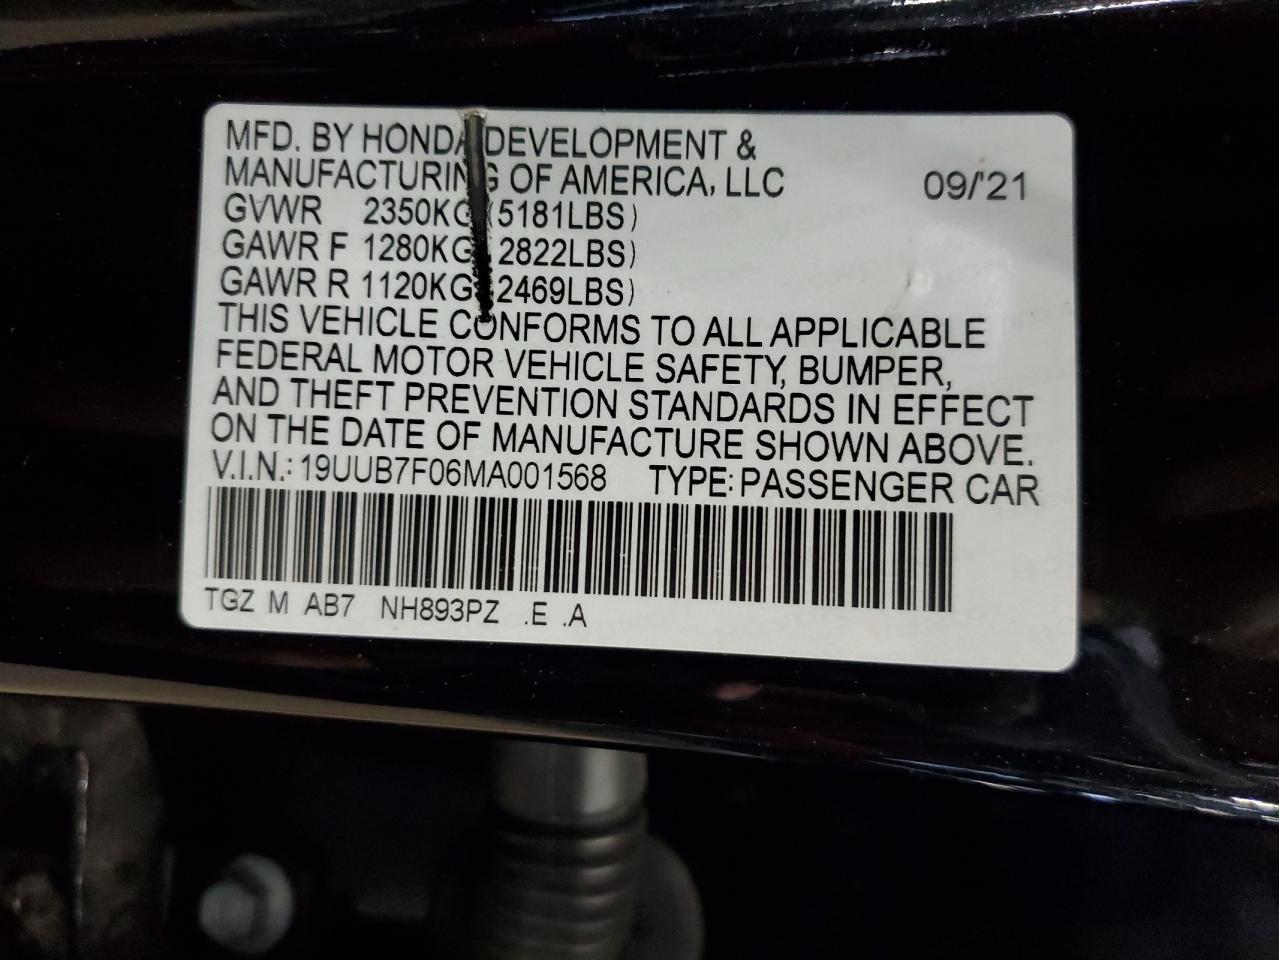 MFD. BY HONDA DEVELOPMENT &
MANUFACTURING OF AMERICA, LLC 09/'21
GVWR 2350KG (5181LBS)
GAWR F 1280KG (2822LBS)
GAWR R 1120KG (2469LBS)
THIS VEHICLE CONFORMS TO ALL APPLICABLE
FEDERAL MOTOR VEHICLE SAFETY, BUMPER,
AND THEFT PREVENTION STANDARDS IN EFFECT
ON THE DATE OF MANUFACTURE SHOWN ABOVE.
V.I.N.: 19UUB7F06MA001568 TYPE: PASSENGER CAR
TGZ M AB7 NH893PZ .E .A